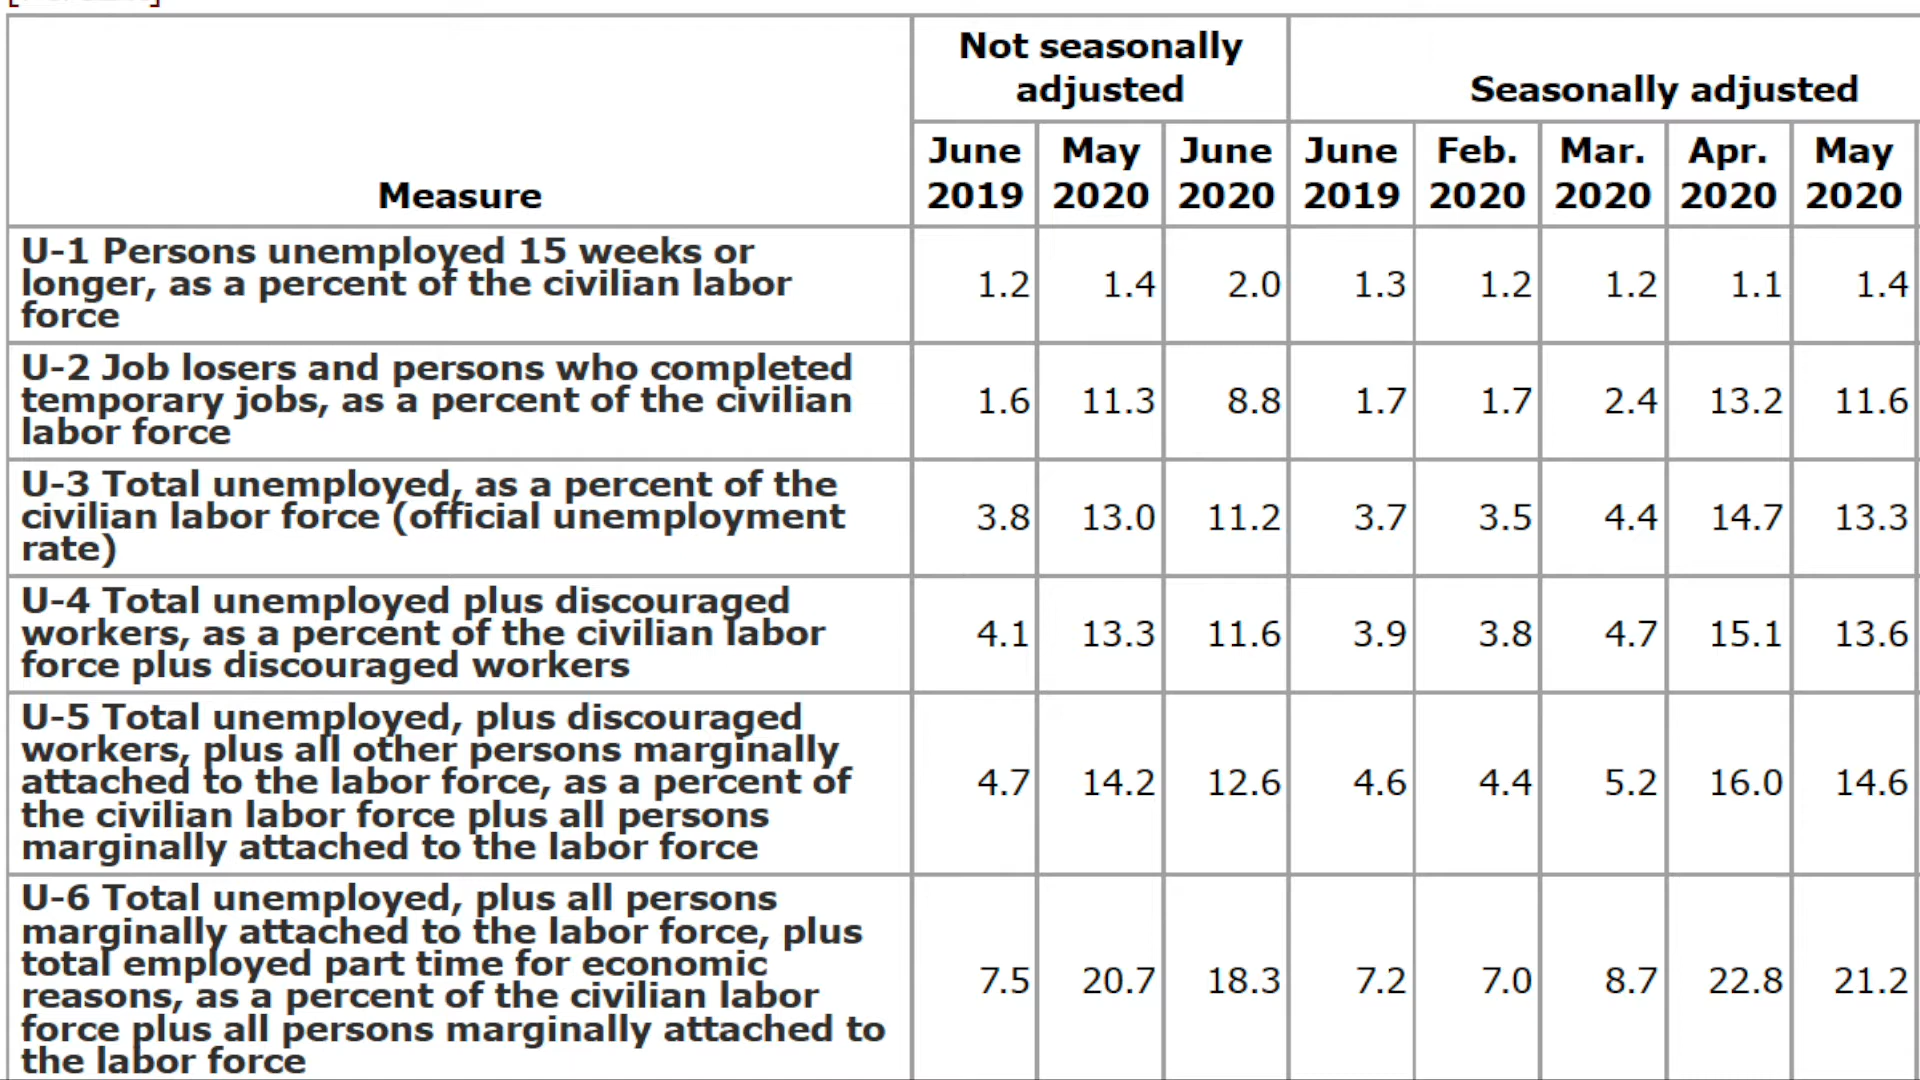 Not seasonally
adjusted
Seasonally adjusted
Measure
June 2019
May 2020
June 2020
June 2019
Feb. 2020
Mar. 2020
Apr. 2020
May 2020
U-1 Persons unemployed 15 weeks or
longer, as a percent of the civilian labor
force
1.2 1.4 2.0 1.3 1.2 1.2 1.1 1.4
U-2 Job losers and persons who completed
temporary jobs, as a percent of the civilian
labor force
1.6 11.3 8.8 1.7 1.7 2.4 13.2 11.6
U-3 Total unemployed, as a percent of the
civilian labor force (official unemployment
rate)
3.8 13.0 11.2 3.7 3.5 4.4 14.7 13.3
U-4 Total unemployed plus discouraged
workers, as a percent of the civilian labor
force plus discouraged workers
4.1 13.3 11.6 3.9 3.8 4.7 15.1 13.6
U-5 Total unemployed, plus discouraged
workers, plus all other persons marginally
attached to the labor force, as a percent of
the civilian labor force plus all persons
marginally attached to the labor force
4.7 14.2 12.6 4.6 4.4 5.2 16.0 14.6
U-6 Total unemployed, plus all persons
marginally attached to the labor force, plus
total employed part time for economic
reasons, as a percent of the civilian labor
force plus all persons marginally attached to
the labor force
7.5 20.7 18.3 7.2 7.0 8.7 22.8 21.2